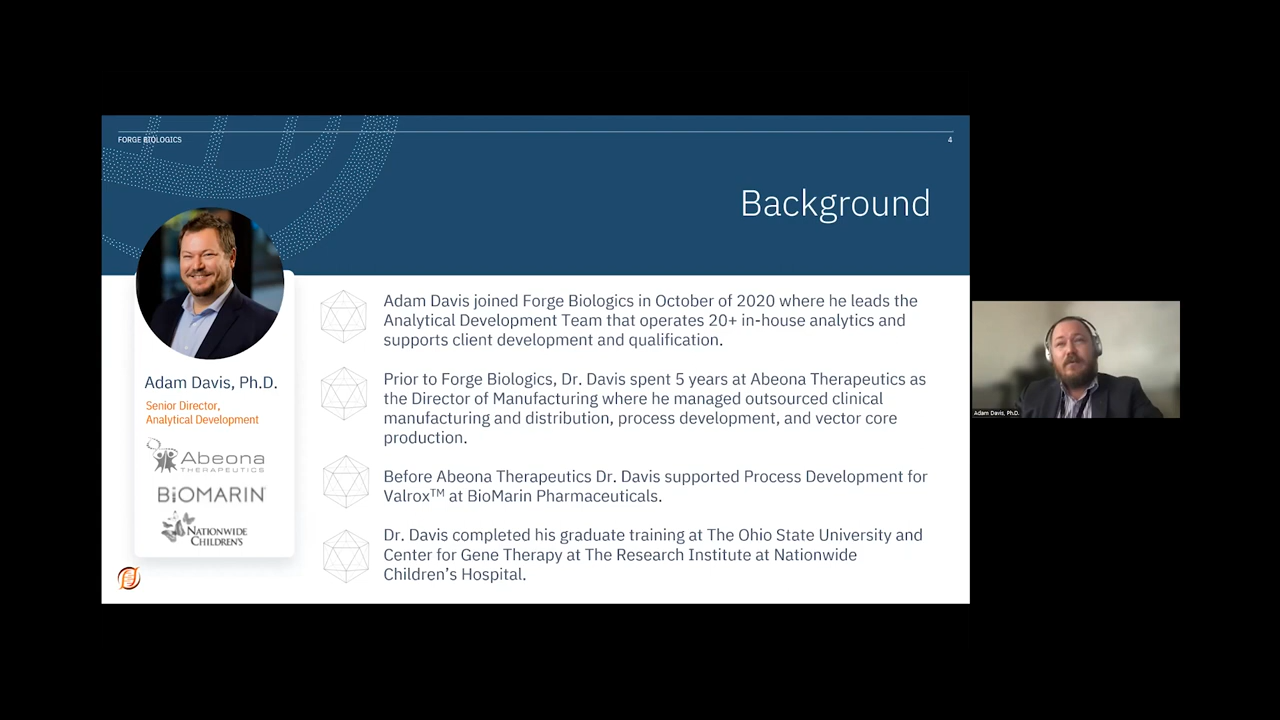 FORGE BIOLOGICS
4
Background
Adam Davis, Ph.D.
Senior Director,
Analytical Development
Abeona
THERAPEUTICS
BIOMARIN
NATIONWIDE
CHILDREN'S
Adam Davis joined Forge Biologics in October of 2020 where he leads the
Analytical Development Team that operates 20+ in-house analytics and
supports client development and qualification.
Prior to Forge Biologics, Dr. Davis spent 5 years at Abeona Therapeutics as
the Director of Manufacturing where he managed outsourced clinical
manufacturing and distribution, process development, and vector core
production.
Before Abeona Therapeutics Dr. Davis supported Process Development for
Valrox™ at BioMarin Pharmaceuticals.
Dr. Davis completed his graduate training at The Ohio State University and
Center for Gene Therapy at The Research Institute at Nationwide
Children's Hospital.
Adam Davis, Ph.D.